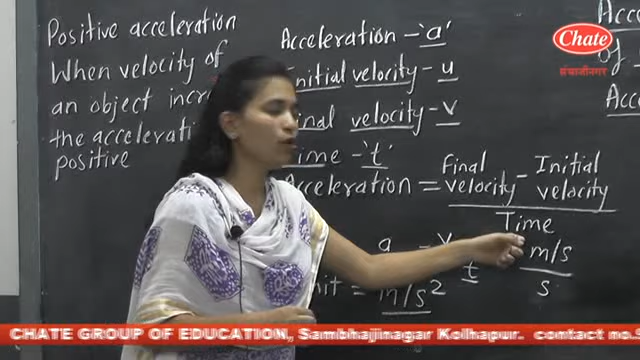 Positive acceleration
When velocity of
an object incr
the accelerati
positive
Acceleration - 'a'
Initial velocity - u
Final velocity - v
Time - 't'
Acceleration = Final velocity - Initial velocity
Time
a
t
m/s
s
m/s2
Chate
संभाजीनगर
of
CHATE GROUP OF EDUCATION, Sambhajinagar Kolhapur. contact no.